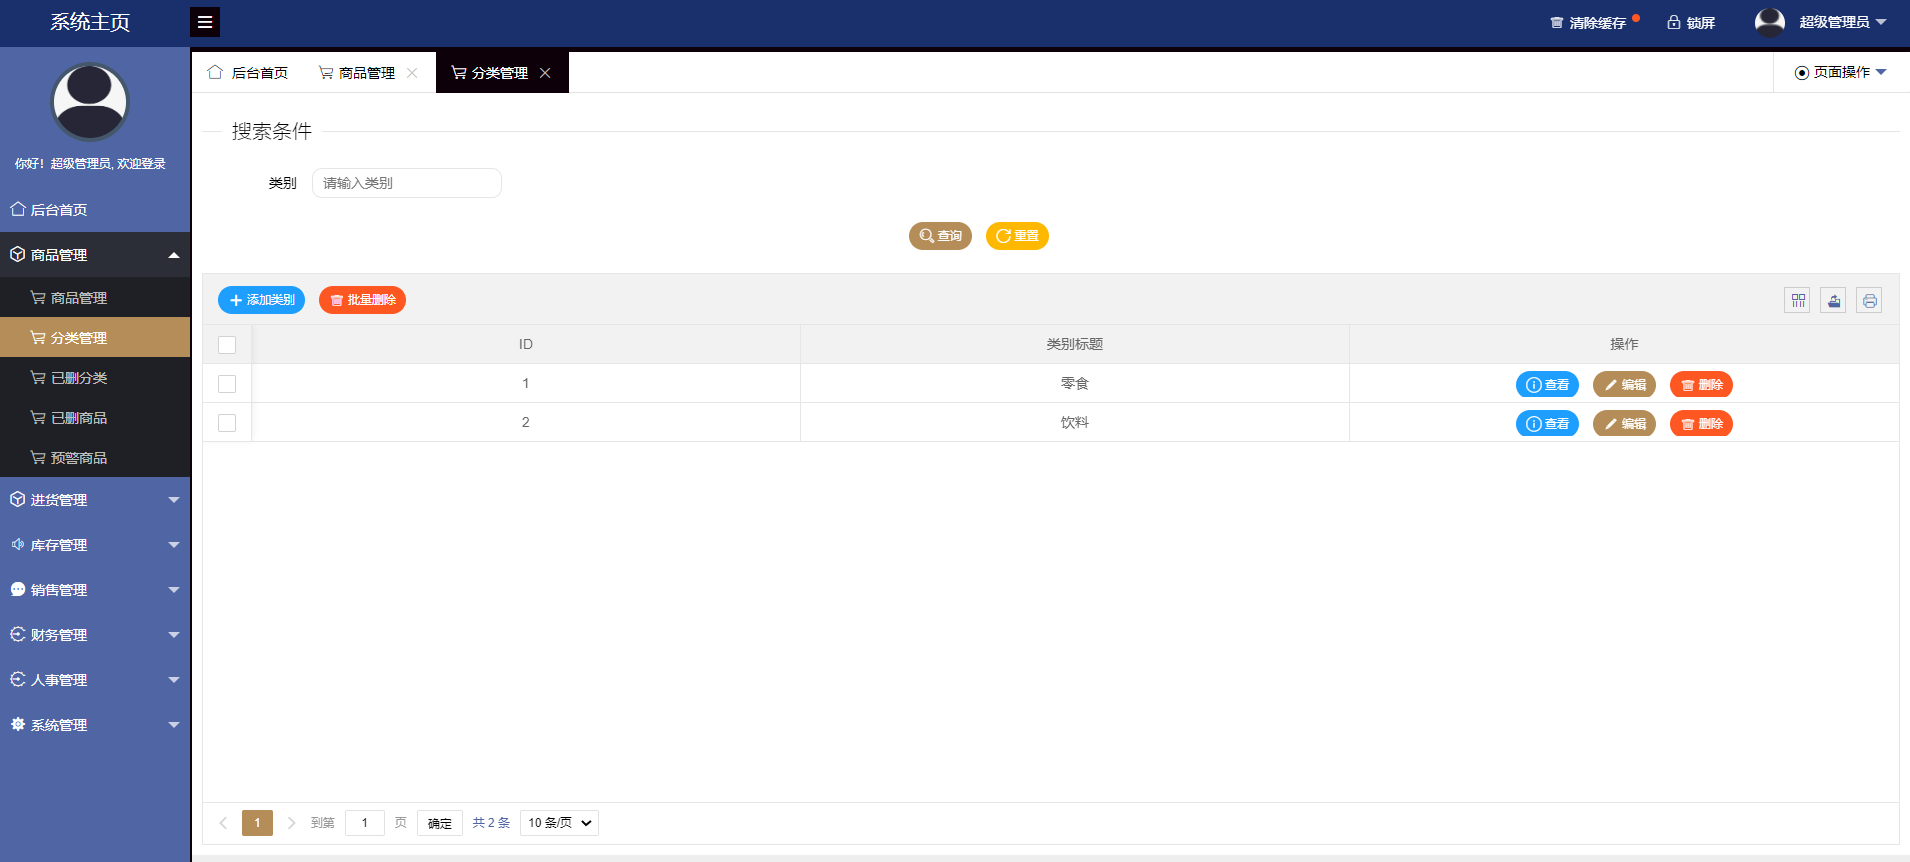 系统主页
清除缓存
锁屏
超级管理员
后台首页
商品管理
分类管理
页面操作
你好！超级管理员, 欢迎登录
后台首页
商品管理
商品管理
分类管理
已删分类
已删商品
预警商品
进货管理
库存管理
销售管理
财务管理
人事管理
系统管理
搜索条件
类别 请输入类别
查询 重置
添加类别 批量删除
ID 类别标题 操作
1 零食 查看 编辑 删除
2 饮料 查看 编辑 删除
1 到第 1 页 确定 共 2 条 10 条/页